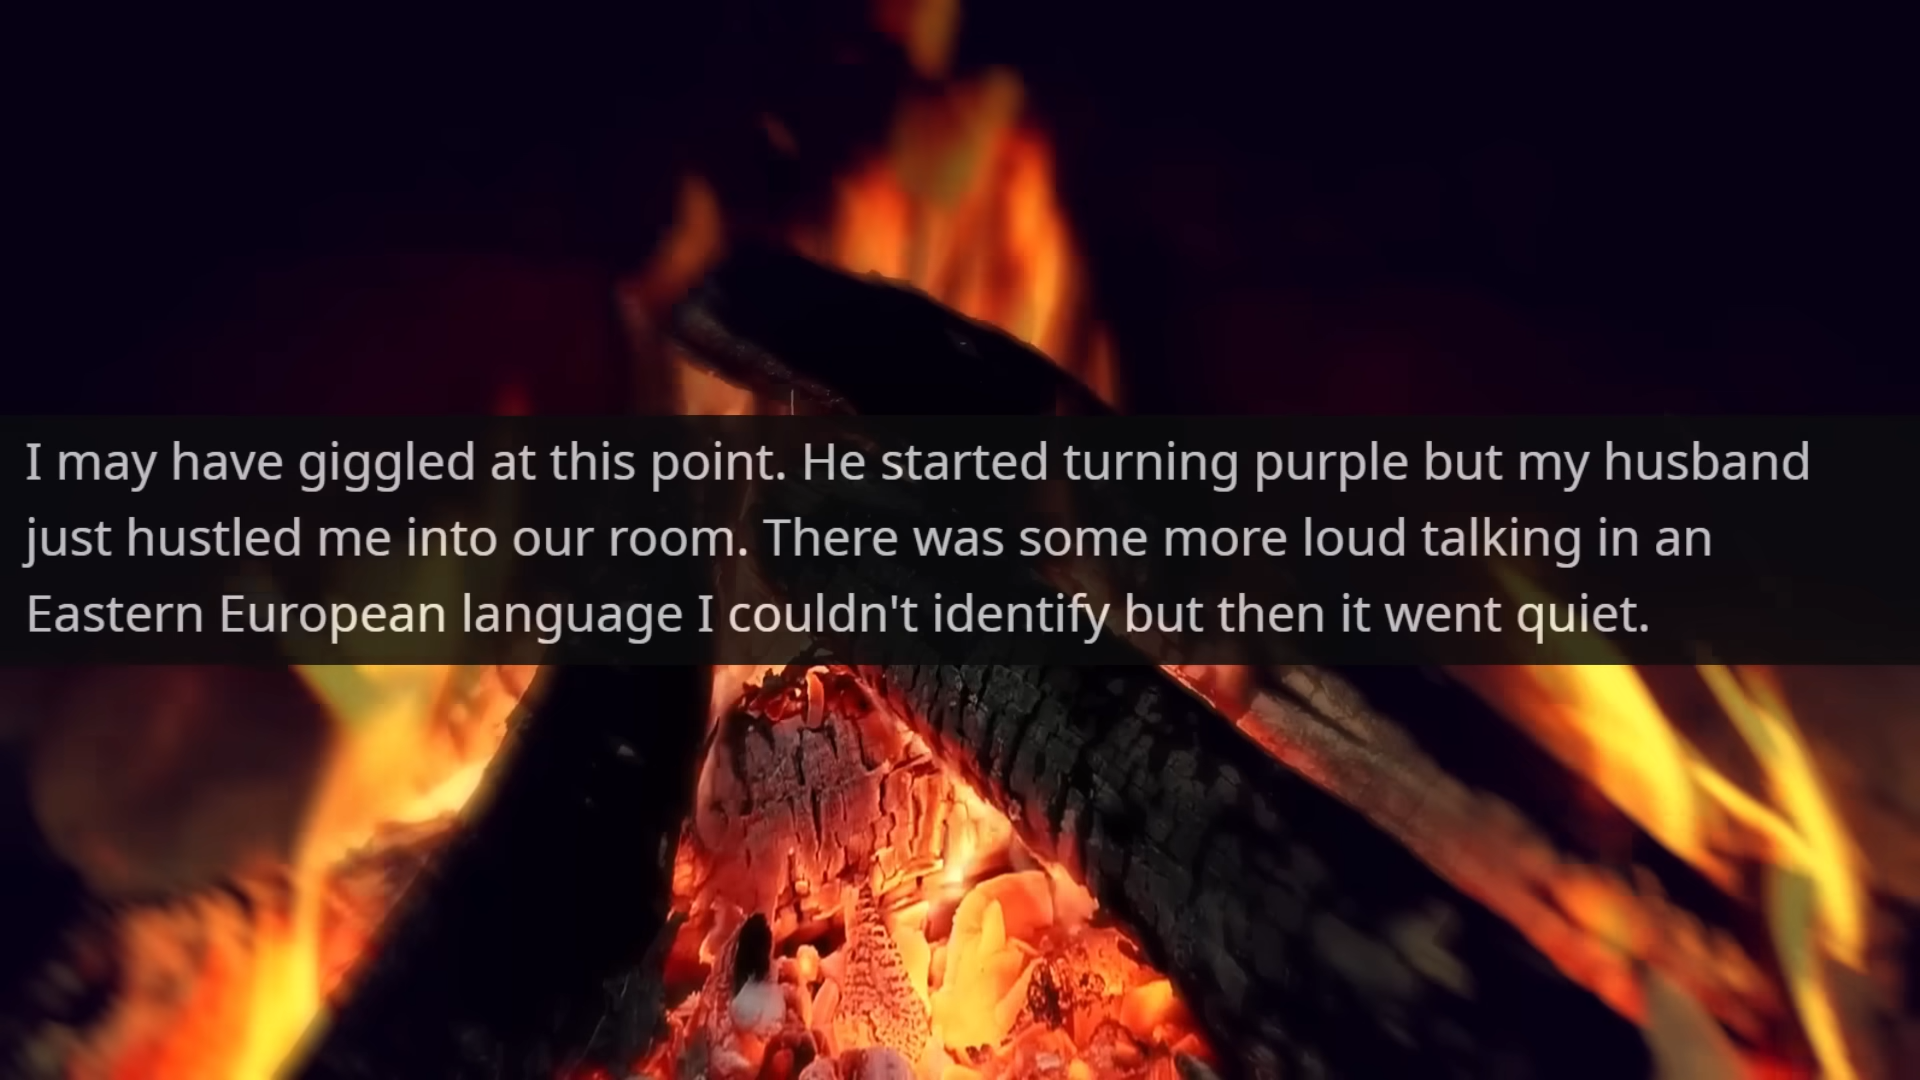 I may have giggled at this point. He started turning purple but my husband
just hustled me into our room. There was some more loud talking in an
Eastern European language I couldn't identify but then it went quiet.